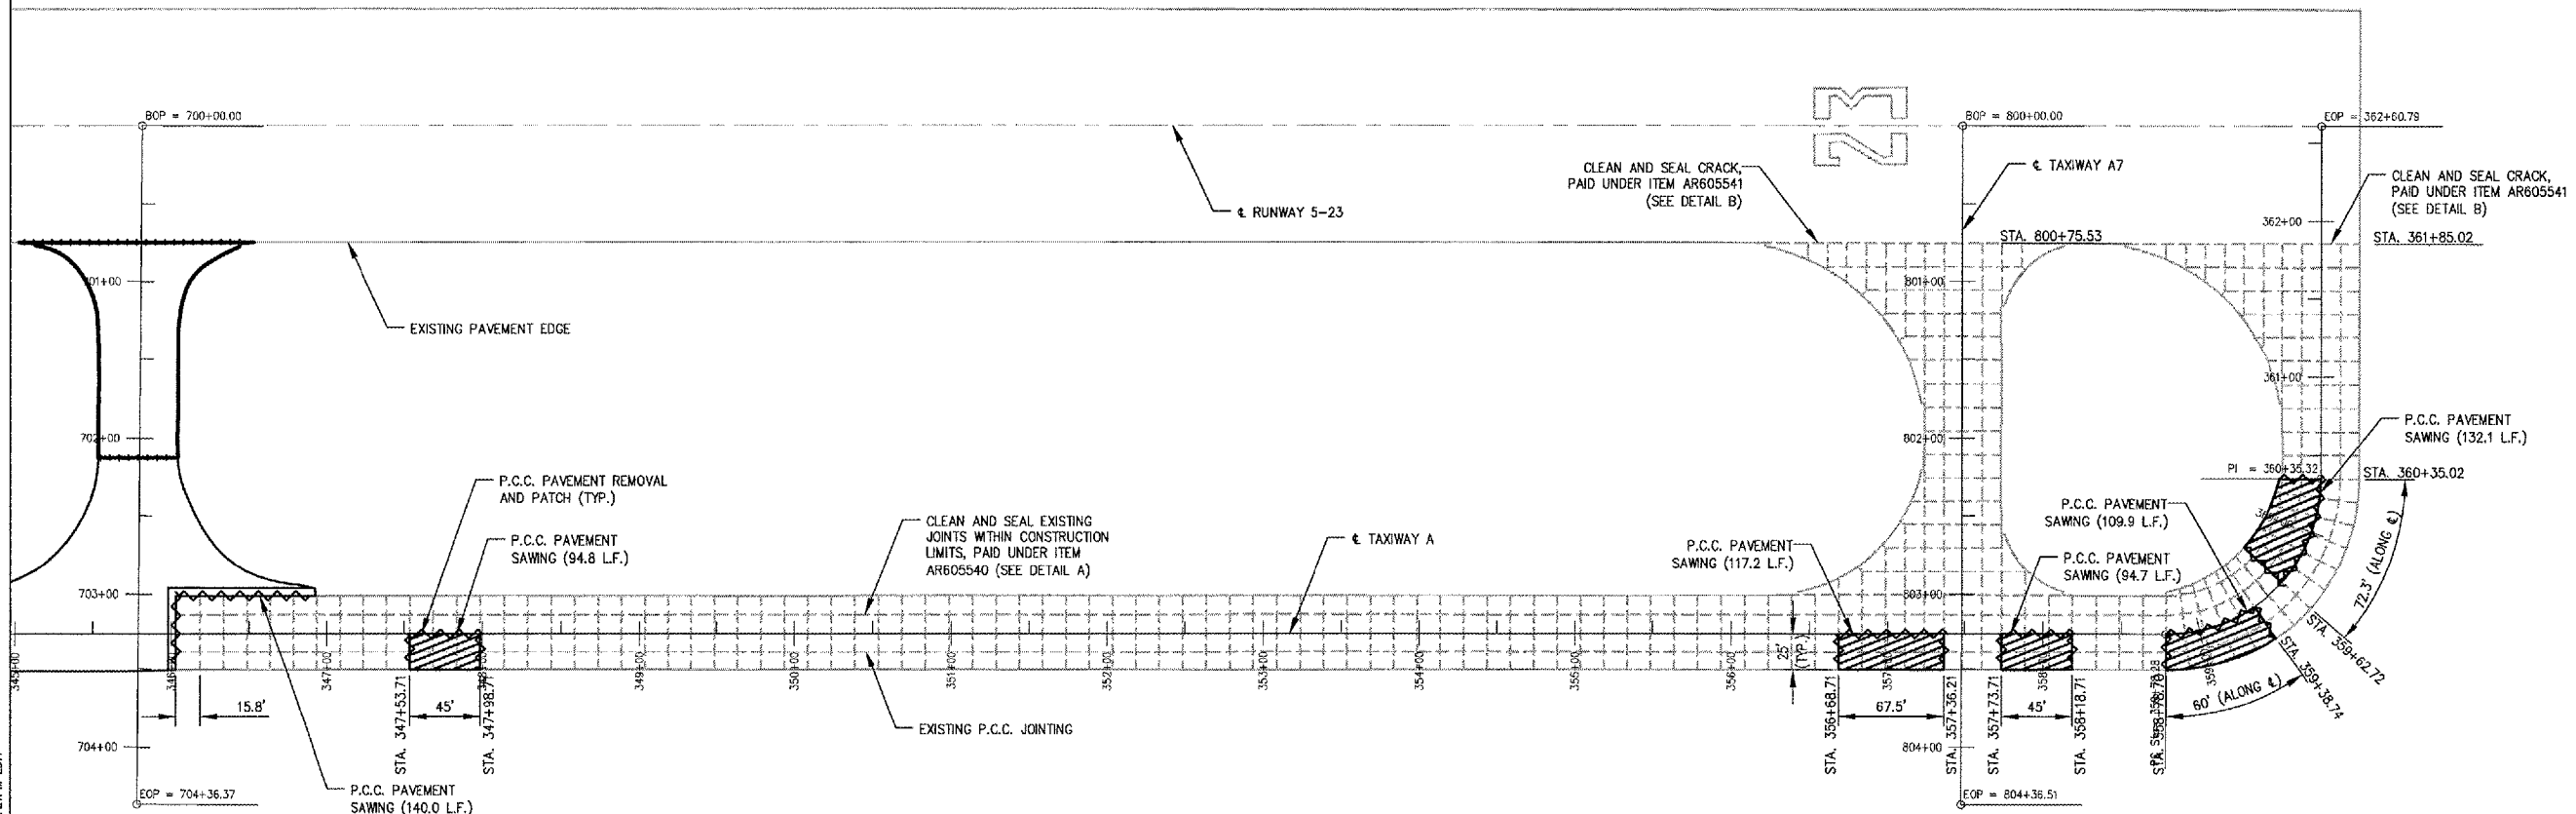 BOP = 700+00.00
BOP = 800+00.00
EOP = 362+60.79
23
℄ TAXIWAY A7
CLEAN AND SEAL CRACK,
PAID UNDER ITEM AR605541
(SEE DETAIL B)
CLEAN AND SEAL CRACK,
PAID UNDER ITEM AR605541
(SEE DETAIL B)
℄ RUNWAY 5-23
362+00
STA. 800+75.53
STA. 361+85.02
701+00
801+00
EXISTING PAVEMENT EDGE
361+00
702+00
802+00
P.C.C. PAVEMENT
SAWING (132.1 L.F.)
PI = 360+35.32
STA. 360+35.02
P.C.C. PAVEMENT REMOVAL
AND PATCH (TYP.)
P.C.C. PAVEMENT
SAWING (94.8 L.F.)
CLEAN AND SEAL EXISTING
JOINTS WITHIN CONSTRUCTION
LIMITS, PAID UNDER ITEM
AR605540 (SEE DETAIL A)
℄ TAXIWAY A
P.C.C. PAVEMENT
SAWING (117.2 L.F.)
P.C.C. PAVEMENT
SAWING (109.9 L.F.)
P.C.C. PAVEMENT
SAWING (94.7 L.F.)
72.3' (ALONG ℄)
703+00
803+00
25'
(TYP.)
STA. 359+62.72
STA. 359+38.74
60' (ALONG ℄)
345+00
347+00
349+00
350+00
351+00
352+00
353+00
354+00
355+00
356+00
15.8'
STA. 347+53.71
45'
STA. 347+98.71
EXISTING P.C.C. JOINTING
STA. 356+68.71
67.5'
STA. 357+36.21
STA. 357+73.71
45'
STA. 358+18.71
704+00
804+00
EOP = 704+36.37
P.C.C. PAVEMENT
SAWING (140.0 L.F.)
EOP = 804+36.51